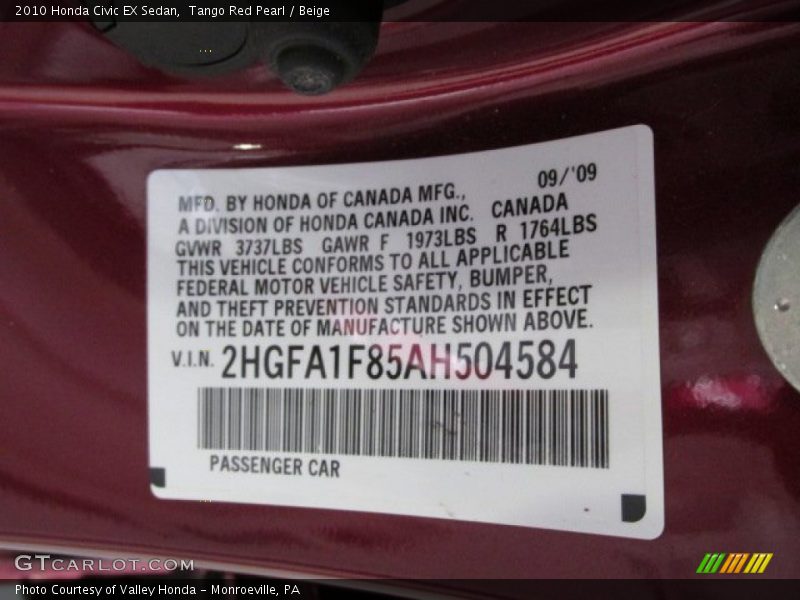 2010 Honda Civic EX Sedan,  Tango Red Pearl / Beige
09/'09
MFD. BY HONDA OF CANADA MFG.,
A DIVISION OF HONDA CANADA INC.  CANADA
GVWR  3737LBS  GAWR  F  1973LBS  R  1764LBS
THIS VEHICLE CONFORMS TO ALL APPLICABLE
FEDERAL MOTOR VEHICLE SAFETY, BUMPER,
AND THEFT PREVENTION STANDARDS IN EFFECT
ON THE DATE OF MANUFACTURE SHOWN ABOVE.
V.I.N. 2HGFA1F85AH504584
PASSENGER CAR
GTCARLOT.COM
Photo Courtesy of Valley Honda - Monroeville, PA